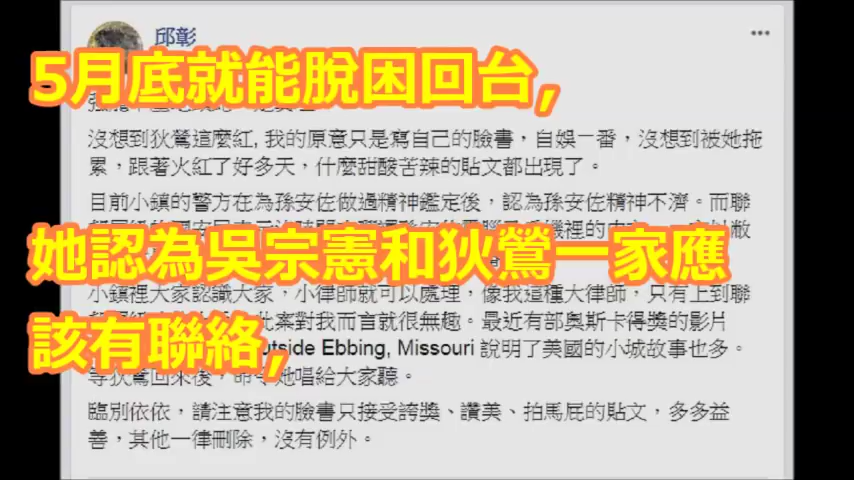 邱彰
5月底就能脫困回台,
沒想到狄鶯這麼紅, 我的原意只是寫自己的臉書，自娛一番，沒想到被她拖
累，跟著火紅了好多天，什麼甜酸苦辣的貼文都出現了。
目前小鎮的警方在為孫安佐做過精神鑑定後，認為孫安佐精神不濟。而聯
她認為吳宗憲和狄鶯一家應
小鎮裡大家認識大家，小律師就可以處理，像我這種大律師，只有上到聯
此案對我而言就很無趣。最近有部奧斯卡得獎的影片
該有聯絡,
utside Ebbing, Missouri 說明了美國的小城故事也多。
等狄鶯回來後，命令她唱給大家聽。
臨別依依，請注意我的臉書只接受誇獎、讚美、拍馬屁的貼文，多多益
善，其他一律刪除，沒有例外。